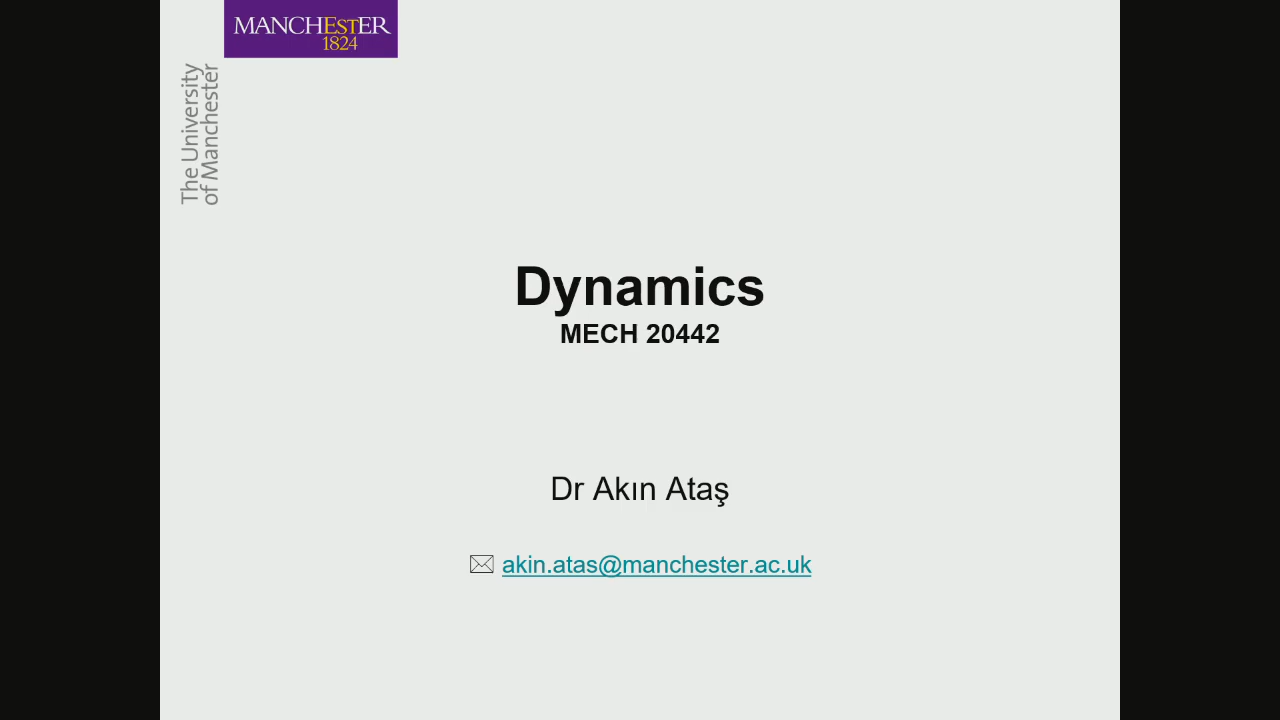 MANCHESTER
1824
The University
of Manchester
Dynamics
MECH 20442
Dr Akın Ataş
akin.atas@manchester.ac.uk